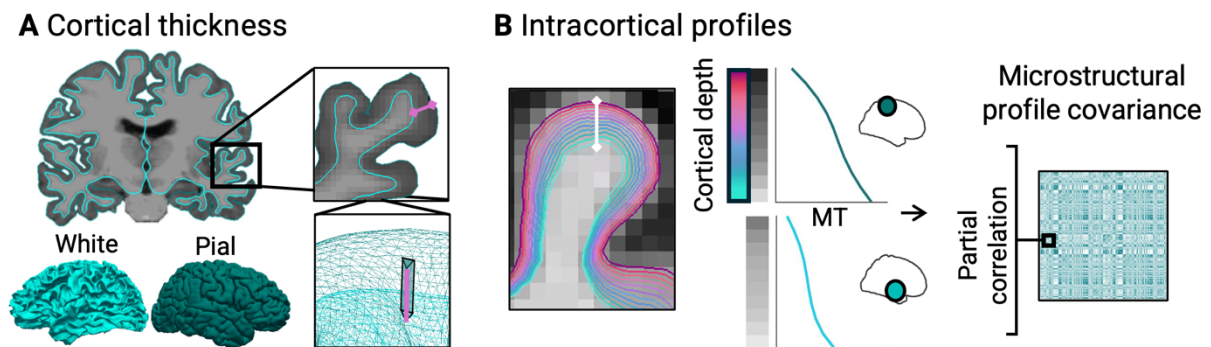 A Cortical thickness
White
Pial
B Intracortical profiles
Cortical depth
MT
Microstructural
profile covariance
Partial
correlation